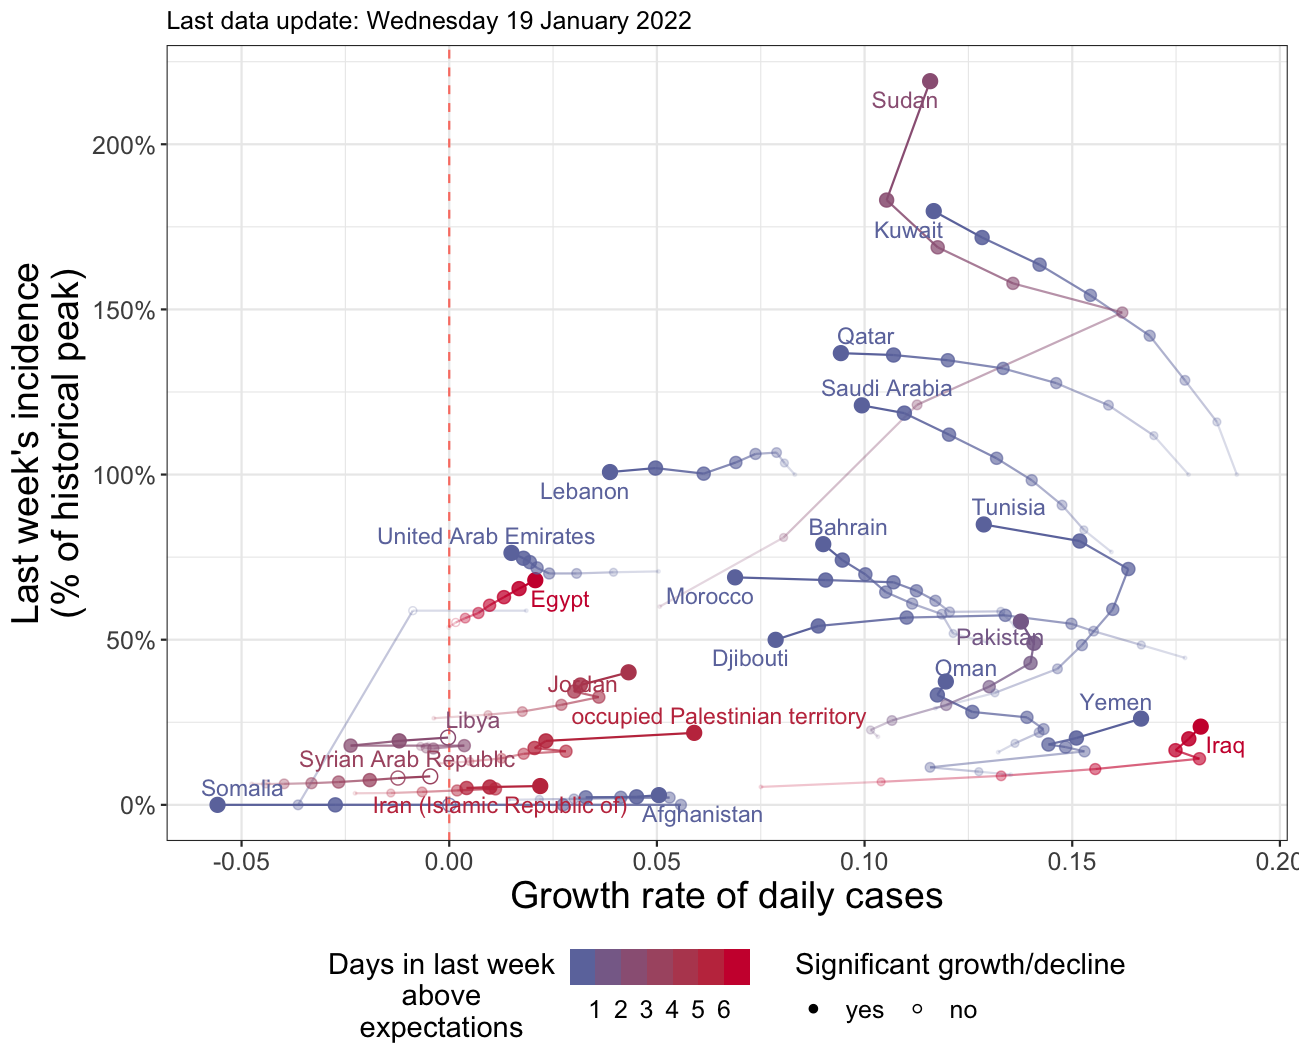 Last data update: Wednesday 19 January 2022
Last week's incidence
(% of historical peak)
200%
150%
100%
50%
0%
Sudan
Kuwait
Qatar
Saudi Arabia
Lebanon
Tunisia
United Arab Emirates
Bahrain
Egypt
Morocco
Pakistan
Djibouti
Oman
Jordan
Yemen
Libya
occupied Palestinian territory
Iraq
Syrian Arab Republic
Somalia
Iran (Islamic Republic of)
Afghanistan
-0.05 0.00 0.05 0.10 0.15 0.20
Growth rate of daily cases
Days in last week
above
expectations
1 2 3 4 5 6
Significant growth/decline
yes no